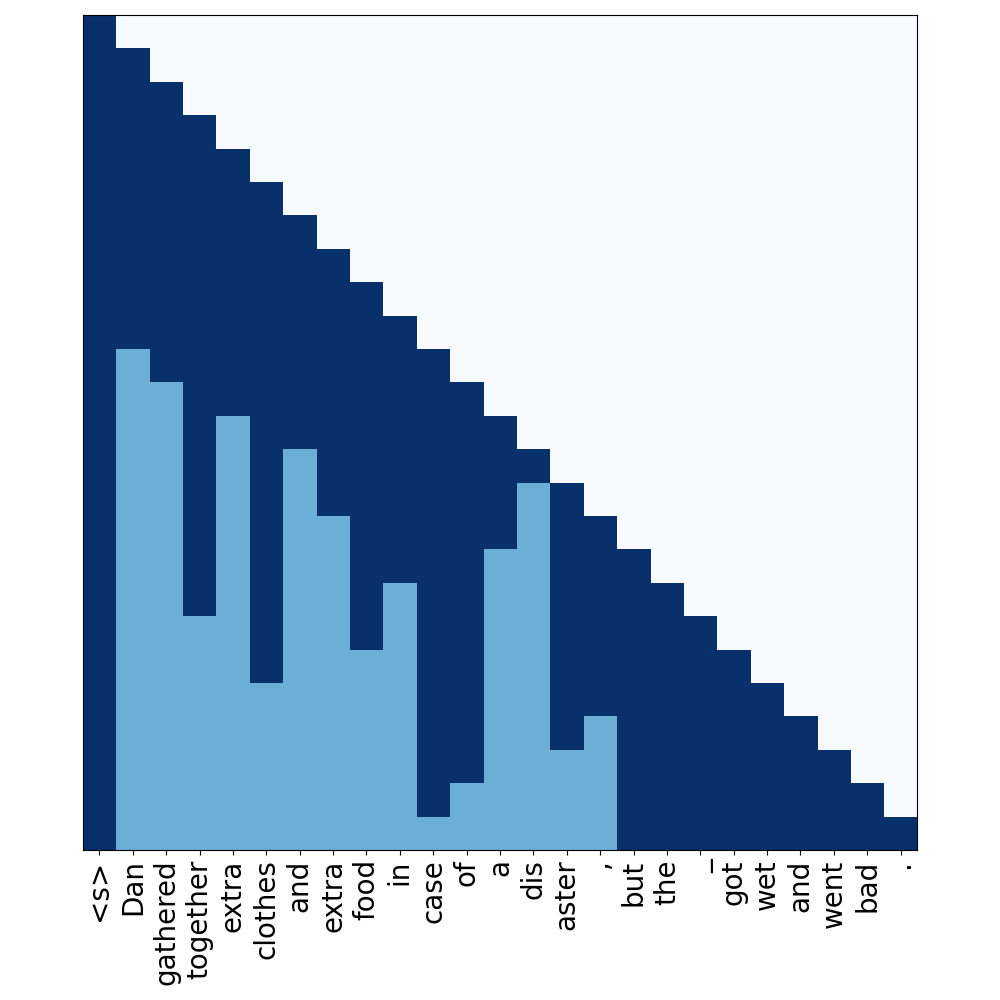 <s> Dan gathered together extra clothes and extra food in case of a dis aster , but the _ got wet and went bad .